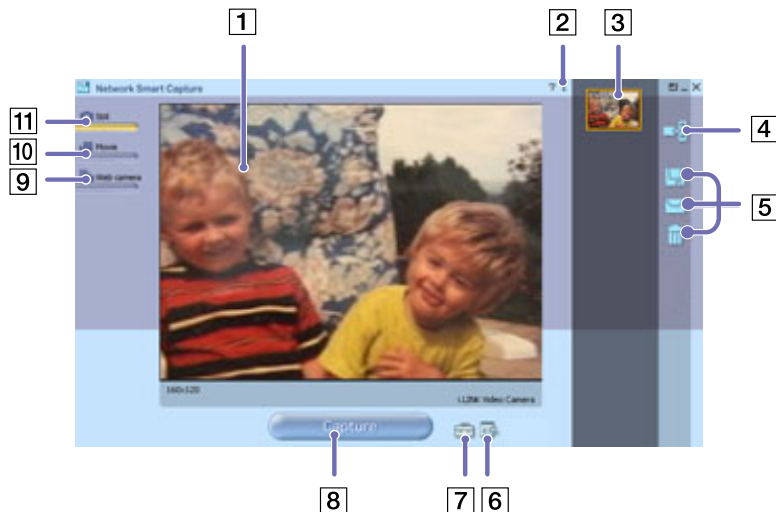 1
2
3
Network Smart Capture
?
11
Still
4
10
Movie
9
Web camera
5
160x120
i.LINK Video Camera
Capture
8
7
6